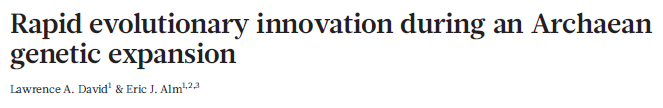 Rapid evolutionary innovation during an Archaean
genetic expansion
Lawrence A. David¹ & Eric J. Alm¹,²,³